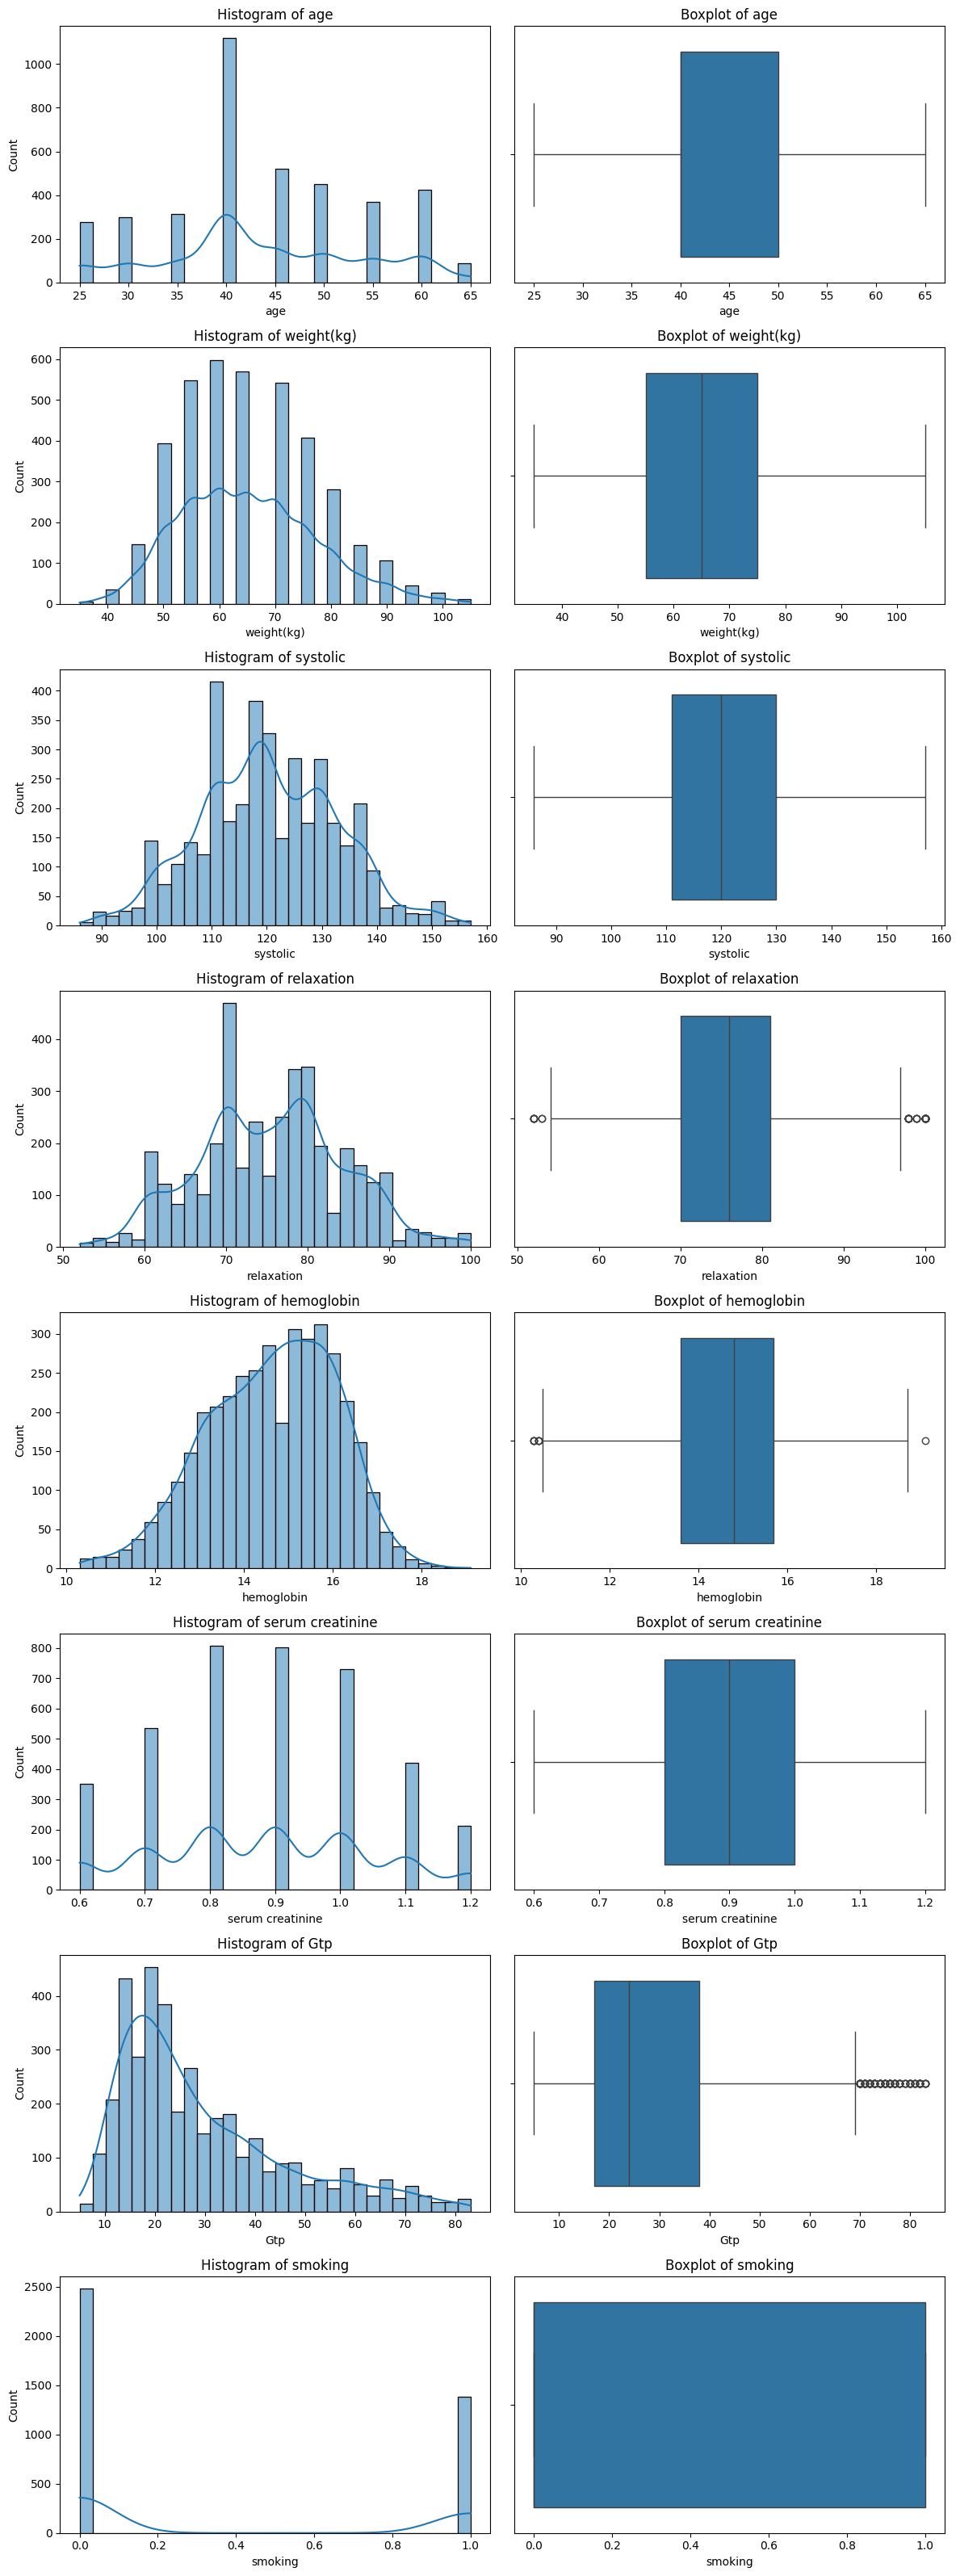 Histogram of age
Boxplot of age
Count
1000
800
600
400
200
0
25 30 35 40 45 50 55 60 65
25 30 35 40 45 50 55 60 65
age
age
Histogram of weight(kg)
Boxplot of weight(kg)
Count
600
500
400
300
200
100
0
40 50 60 70 80 90 100
40 50 60 70 80 90 100
weight(kg)
weight(kg)
Histogram of systolic
Boxplot of systolic
Count
400
350
300
250
200
150
100
50
0
90 100 110 120 130 140 150 160
90 100 110 120 130 140 150 160
systolic
systolic
Histogram of relaxation
Boxplot of relaxation
Count
400
300
200
100
0
50 60 70 80 90 100
50 60 70 80 90 100
relaxation
relaxation
Histogram of hemoglobin
Boxplot of hemoglobin
Count
300
250
200
150
100
50
0
10 12 14 16 18
10 12 14 16 18
hemoglobin
hemoglobin
Histogram of serum creatinine
Boxplot of serum creatinine
Count
800
700
600
500
400
300
200
100
0
0.6 0.7 0.8 0.9 1.0 1.1 1.2
0.6 0.7 0.8 0.9 1.0 1.1 1.2
serum creatinine
serum creatinine
Histogram of Gtp
Boxplot of Gtp
Count
400
300
200
100
0
10 20 30 40 50 60 70 80
10 20 30 40 50 60 70 80
Gtp
Gtp
Histogram of smoking
Boxplot of smoking
Count
2500
2000
1500
1000
500
0
0.0 0.2 0.4 0.6 0.8 1.0
0.0 0.2 0.4 0.6 0.8 1.0
smoking
smoking